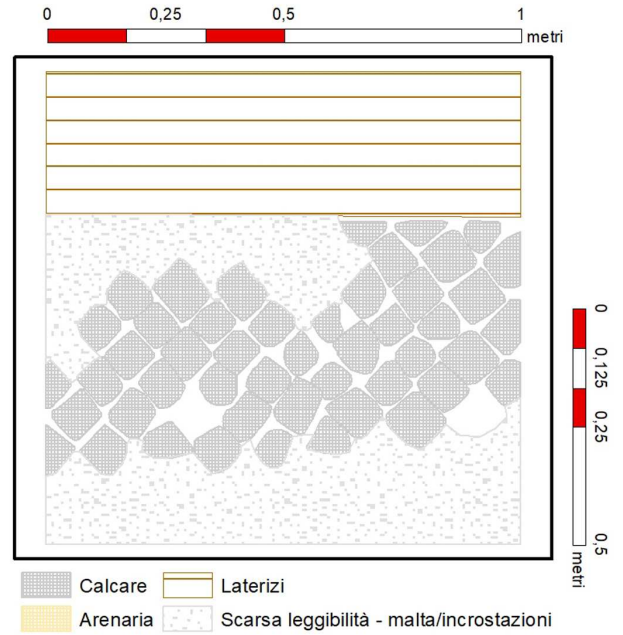 0 0,25 0,5 1
metri
0 0,125 0,25 0,5
metri
Calcare Laterizi
Arenaria Scarsa leggibilità - malta/incrostazioni